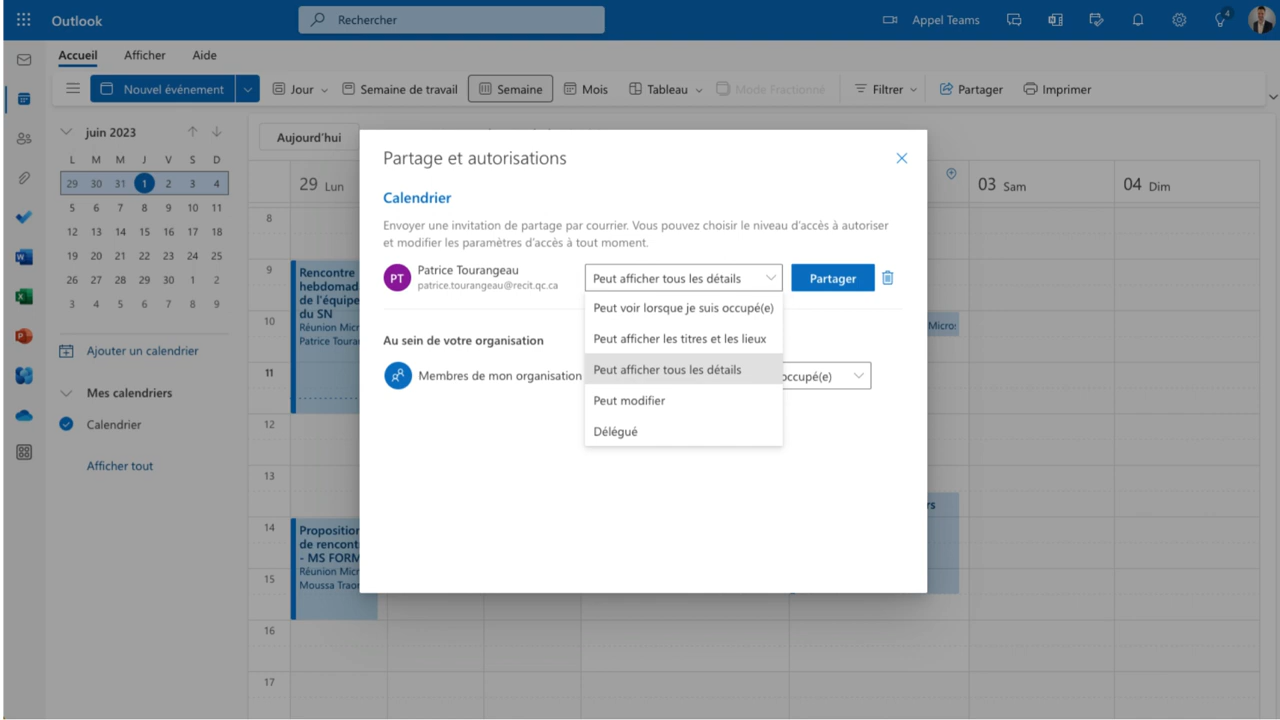 Outlook
Rechercher
Appel Teams
4
Accueil
Afficher
Aide
Nouvel événement
Jour
Semaine de travail
Semaine
Mois
Tableau
Mode Fractionné
Filtrer
Partager
Imprimer
juin 2023
L M M J V S D
29 30 31 1 2 3 4
5 6 7 8 9 10 11
12 13 14 15 16 17 18
19 20 21 22 23 24 25
26 27 28 29 30 1 2
3 4 5 6 7 8 9
Ajouter un calendrier
Mes calendriers
Calendrier
Afficher tout
Aujourd'hui
29 Lun
03 Sam
04 Dim
8
9
10
11
12
13
14
15
16
17
Rencontre
hebdomad
de l'équipe
du SN
Réunion Micr
Patrice Toura
Proposition
de rencont
- MS FORM
Réunion Micr
Moussa Traor
Micros
rs
Partage et autorisations
Calendrier
Envoyer une invitation de partage par courrier. Vous pouvez choisir le niveau d'accès à autoriser
et modifier les paramètres d'accès à tout moment.
PT
Patrice Tourangeau
patrice.tourangeau@recit.qc.ca
Peut afficher tous les détails
Partager
Peut voir lorsque je suis occupé(e)
Peut afficher les titres et les lieux
Peut afficher tous les détails
Peut modifier
Délégué
Au sein de votre organisation
Membres de mon organisation
occupé(e)